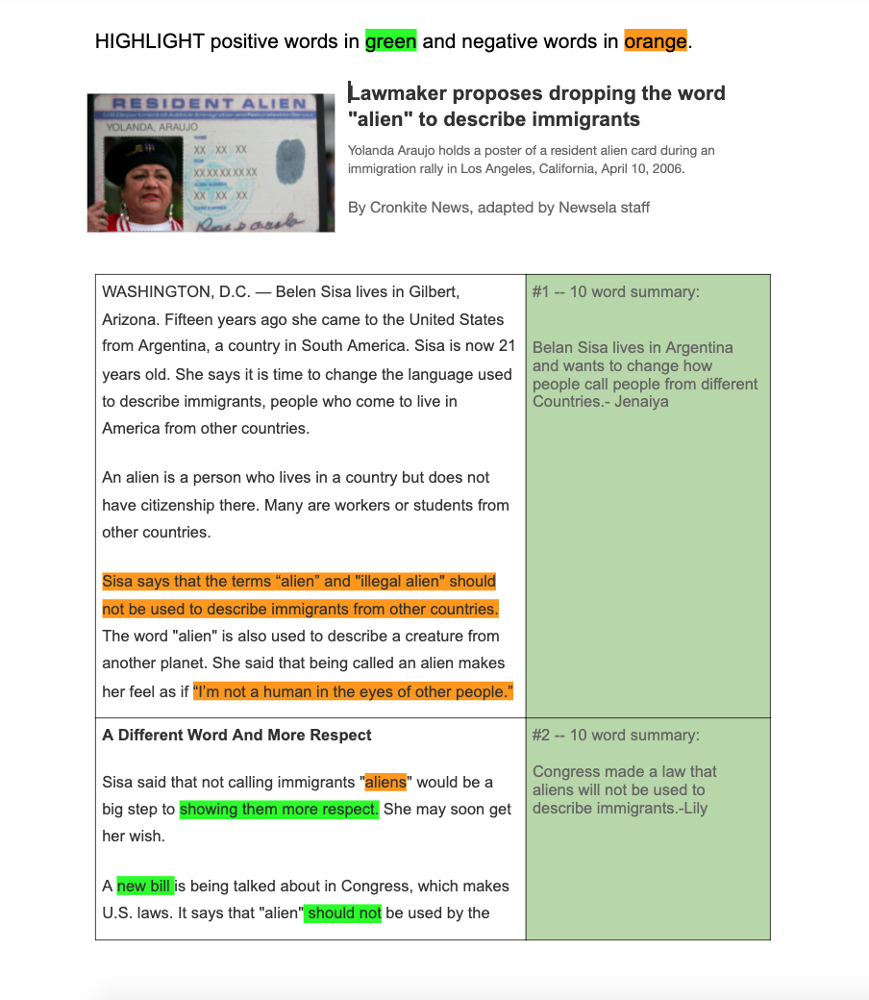 HIGHLIGHT positive words in green and negative words in orange.
RESIDENT ALIEN
U.S. Department of Justice-Immigration and Naturalization Service
YOLANDA, ARAUJO
NAME
XX XX XX
XX XXXXXXX
XX XX XX
Lawmaker proposes dropping the word
"alien" to describe immigrants
Yolanda Araujo holds a poster of a resident alien card during an
immigration rally in Los Angeles, California, April 10, 2006.
By Cronkite News, adapted by Newsela staff
WASHINGTON, D.C. — Belen Sisa lives in Gilbert,
Arizona. Fifteen years ago she came to the United States
from Argentina, a country in South America. Sisa is now 21
years old. She says it is time to change the language used
to describe immigrants, people who come to live in
America from other countries.
An alien is a person who lives in a country but does not
have citizenship there. Many are workers or students from
other countries.
Sisa says that the terms “alien” and "illegal alien" should
not be used to describe immigrants from other countries.
The word "alien" is also used to describe a creature from
another planet. She said that being called an alien makes
her feel as if “I’m not a human in the eyes of other people.”
#1 -- 10 word summary:
Belan Sisa lives in Argentina
and wants to change how
people call people from different
Countries.- Jenaiya
A Different Word And More Respect
Sisa said that not calling immigrants "aliens" would be a
big step to showing them more respect. She may soon get
her wish.
A new bill is being talked about in Congress, which makes
U.S. laws. It says that "alien" should not be used by the
#2 -- 10 word summary:
Congress made a law that
aliens will not be used to
describe immigrants.-Lily